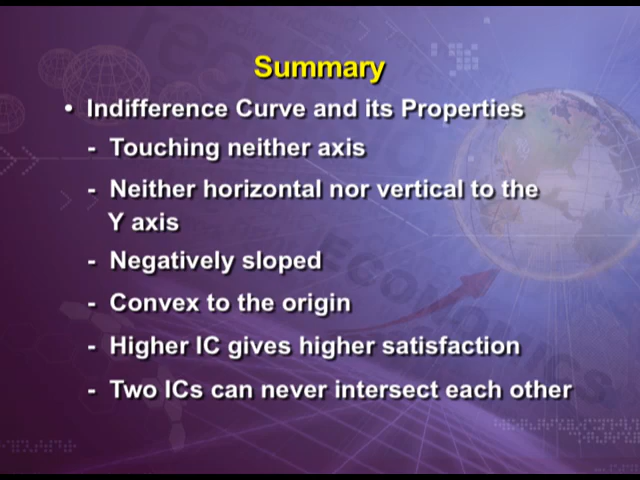 Summary
• Indifference Curve and its Properties
- Touching neither axis
- Neither horizontal nor vertical to the
Y axis
- Negatively sloped
- Convex to the origin
- Higher IC gives higher satisfaction
- Two ICs can never intersect each other
ECONOMICS